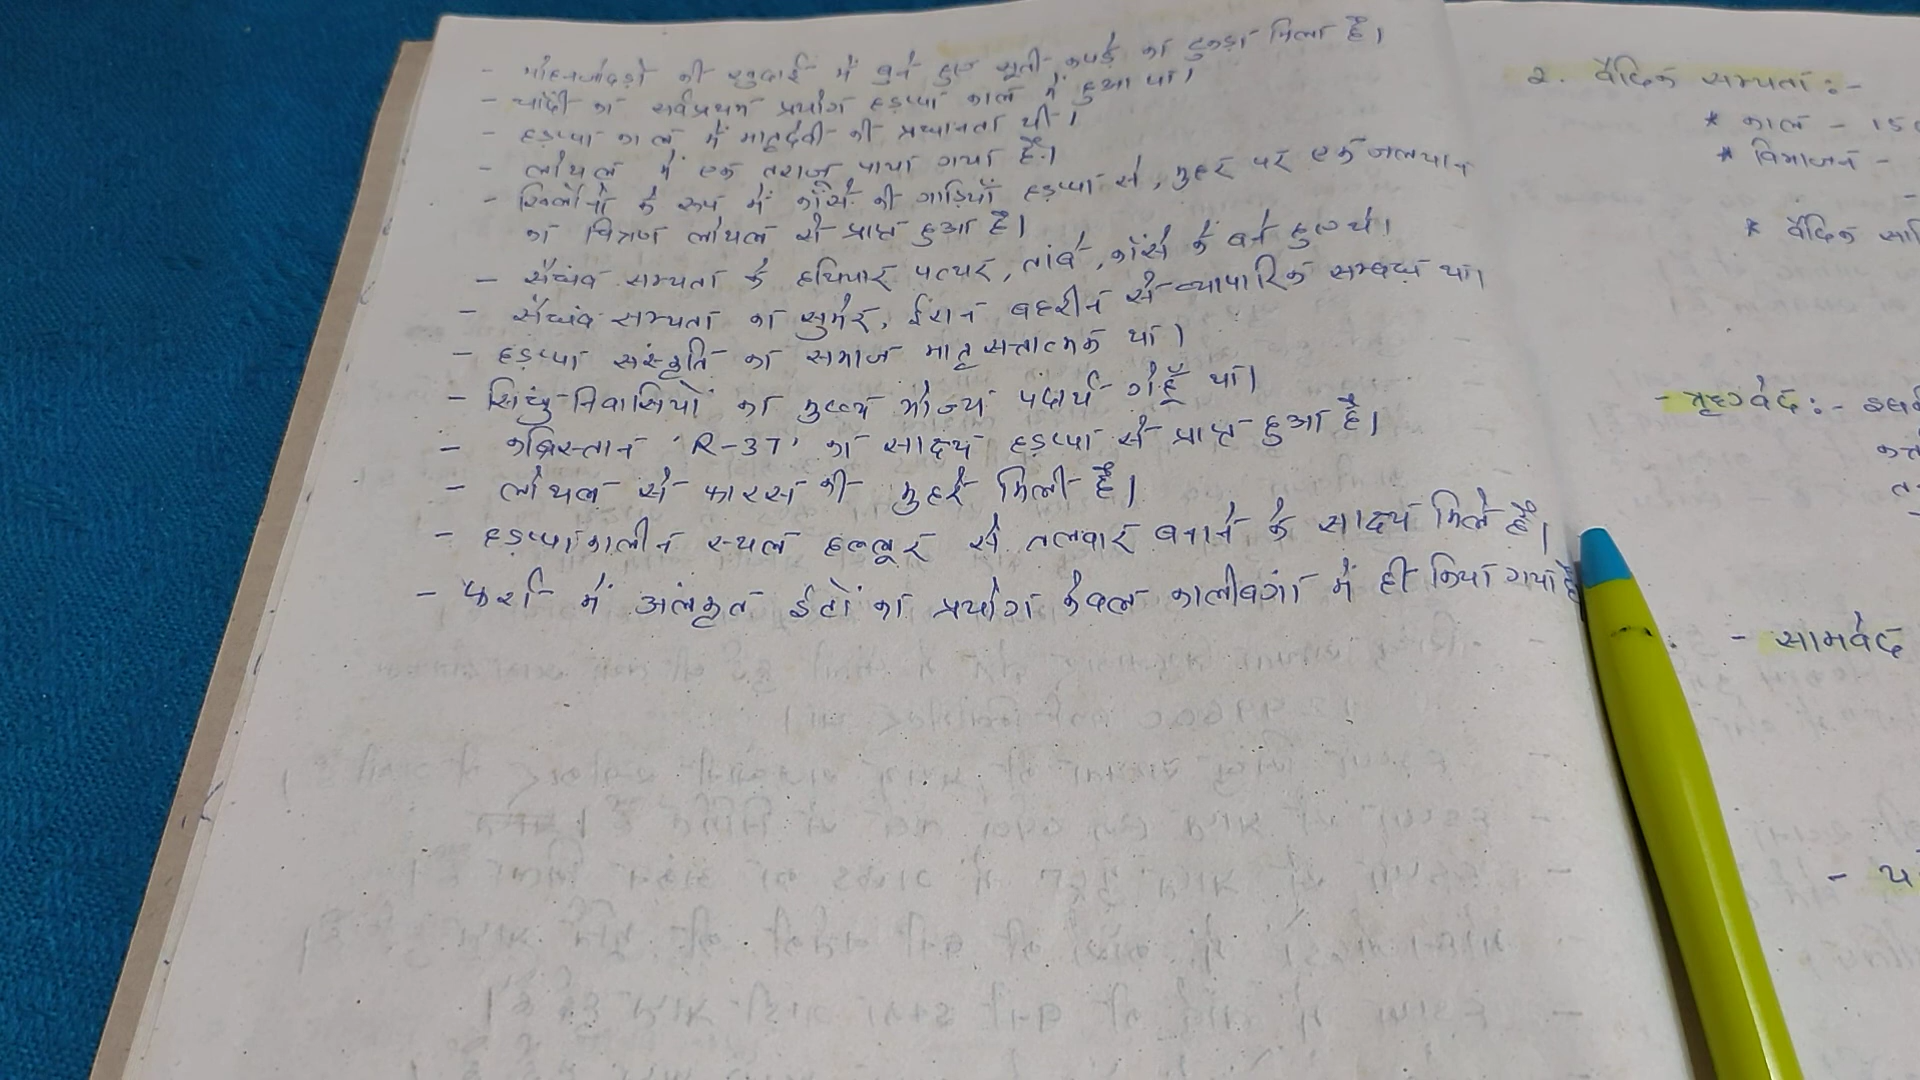 - मोहनजोदड़ो की खुदाई में बुने हुए सूती कपड़े का टुकड़ा मिला है।
- चाँदी का सर्वप्रथम प्रयोग हड़प्पा काल में हुआ था।
- हड़प्पा काल में मातृदेवी की प्रधानता थी।
- लोथल में एक तराजू पाया गया है।
- खिलौनों के रूप में काँसे की गाड़ियाँ हड़प्पा से, मुहर पर एक जलयान
का चित्रण लोथल से प्राप्त हुआ है।
- सैंधव सभ्यता के हथियार पत्थर, तांबे, काँसे के बने हुए थे।
- सैंधव सभ्यता का सुमेर, ईरान बहरीन से व्यापारिक सम्बन्ध था।
- हड़प्पा संस्कृति का समाज मातृसत्तात्मक था।
- सिंधु-निवासियों का मुख्य भोज्य पदार्थ गेहूँ था।
- कब्रिस्तान 'R-37' का साक्ष्य हड़प्पा से प्राप्त हुआ है।
- लोथल से फारस की मुहरें मिली है।
- हड़प्पाकालीन स्थल हल्लूर से तलवार बनाने के साक्ष्य मिले है।
- फर्श में अलंकृत ईंटों का प्रयोग केवल कालीबंगा में ही किया गया है
2. वैदिक सभ्यता :-
* काल - 150
* विभाजन -
* वैदिक सा
- ऋग्वेद :-
- सामवेद